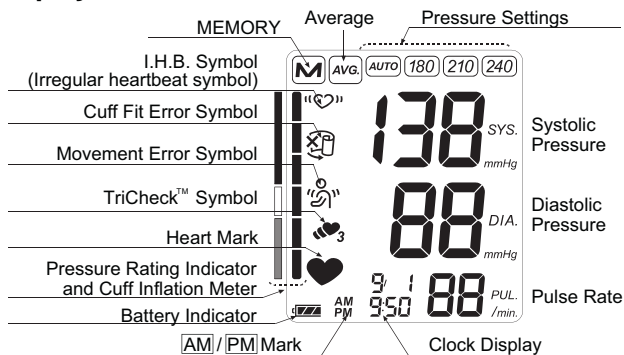 MEMORY
Average
Pressure Settings
I.H.B. Symbol
(Irregular heartbeat symbol)
M AVG. AUTO 180 210 240
Cuff Fit Error Symbol
138 SYS. mmHg
Systolic
Pressure
Movement Error Symbol
TriCheck™ Symbol
3
88 DIA. mmHg
Diastolic
Pressure
Heart Mark
Pressure Rating Indicator
and Cuff Inflation Meter
9/ 1
AM
PM
9:50
88 PUL. /min.
Pulse Rate
Battery Indicator
AM / PM Mark
Clock Display